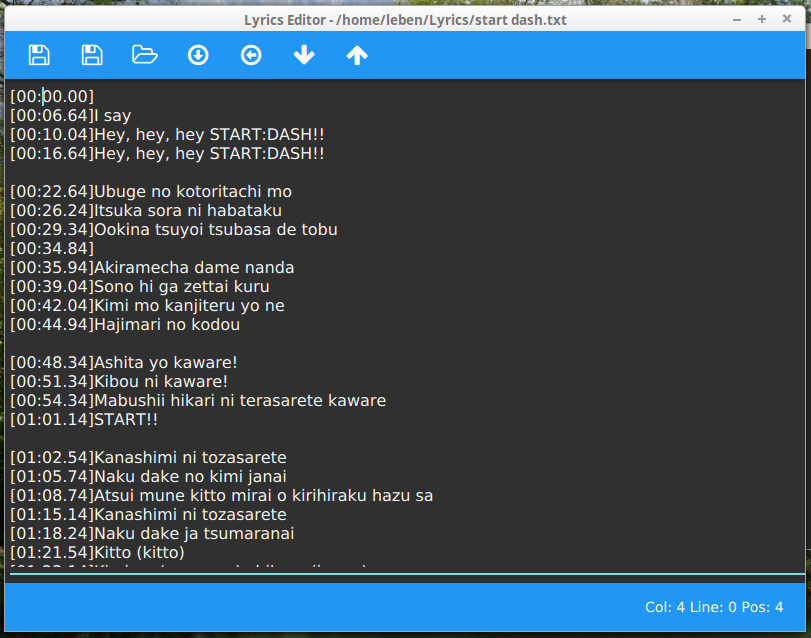 Lyrics Editor - /home/leben/Lyrics/start dash.txt
[00:00.00]
[00:06.64]I say
[00:10.04]Hey, hey, hey START:DASH!!
[00:16.64]Hey, hey, hey START:DASH!!
[00:22.64]Ubuge no kotoritachi mo
[00:26.24]Itsuka sora ni habataku
[00:29.34]Ookina tsuyoi tsubasa de tobu
[00:34.84]
[00:35.94]Akiramecha dame nanda
[00:39.04]Sono hi ga zettai kuru
[00:42.04]Kimi mo kanjiteru yo ne
[00:44.94]Hajimari no kodou
[00:48.34]Ashita yo kaware!
[00:51.34]Kibou ni kaware!
[00:54.34]Mabushii hikari ni terasarete kaware
[01:01.14]START!!
[01:02.54]Kanashimi ni tozasarete
[01:05.74]Naku dake no kimi janai
[01:08.74]Atsui mune kitto mirai o kirihiraku hazu sa
[01:15.14]Kanashimi ni tozasarete
[01:18.24]Naku dake ja tsumaranai
[01:21.54]Kitto (kitto)
Col: 4 Line: 0 Pos: 4